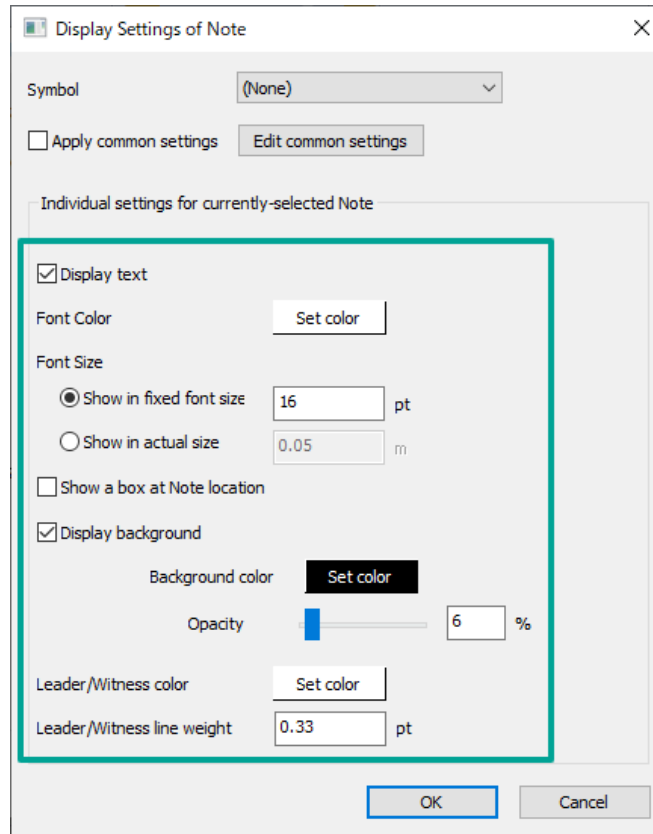 Display Settings of Note
Symbol (None)
Apply common settings Edit common settings
Individual settings for currently-selected Note
Display text
Font Color Set color
Font Size
Show in fixed font size 16 pt
Show in actual size 0.05 m
Show a box at Note location
Display background
Background color Set color
Opacity 6 %
Leader/Witness color Set color
Leader/Witness line weight 0.33 pt
OK Cancel